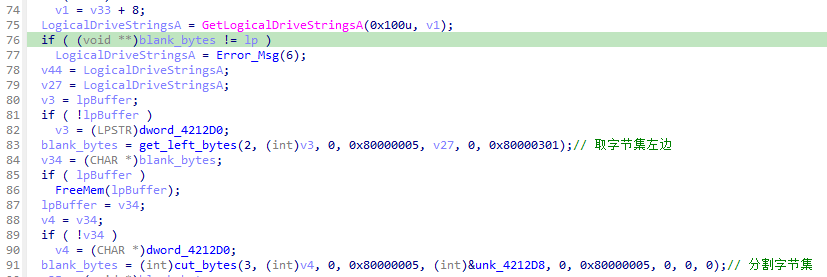 74 v1 = v33 + 8;
75 LogicalDriveStringsA = GetLogicalDriveStringsA(0x100u, v1);
76 if ( (void **)blank_bytes != lp )
77 LogicalDriveStringsA = Error_Msg(6);
78 v44 = LogicalDriveStringsA;
79 v27 = LogicalDriveStringsA;
80 v3 = lpBuffer;
81 if ( !lpBuffer )
82 v3 = (LPSTR)dword_4212D0;
83 blank_bytes = get_left_bytes(2, (int)v3, 0, 0x80000005, v27, 0, 0x80000301);// 取字节集左边
84 v34 = (CHAR *)blank_bytes;
85 if ( lpBuffer )
86 FreeMem(lpBuffer);
87 lpBuffer = v34;
88 v4 = v34;
89 if ( !v34 )
90 v4 = (CHAR *)dword_4212D0;
91 blank_bytes = (int)cut_bytes(3, (int)v4, 0, 0x80000005, (int)&unk_4212D8, 0, 0x80000005, 0, 0, 0);// 分割字节集